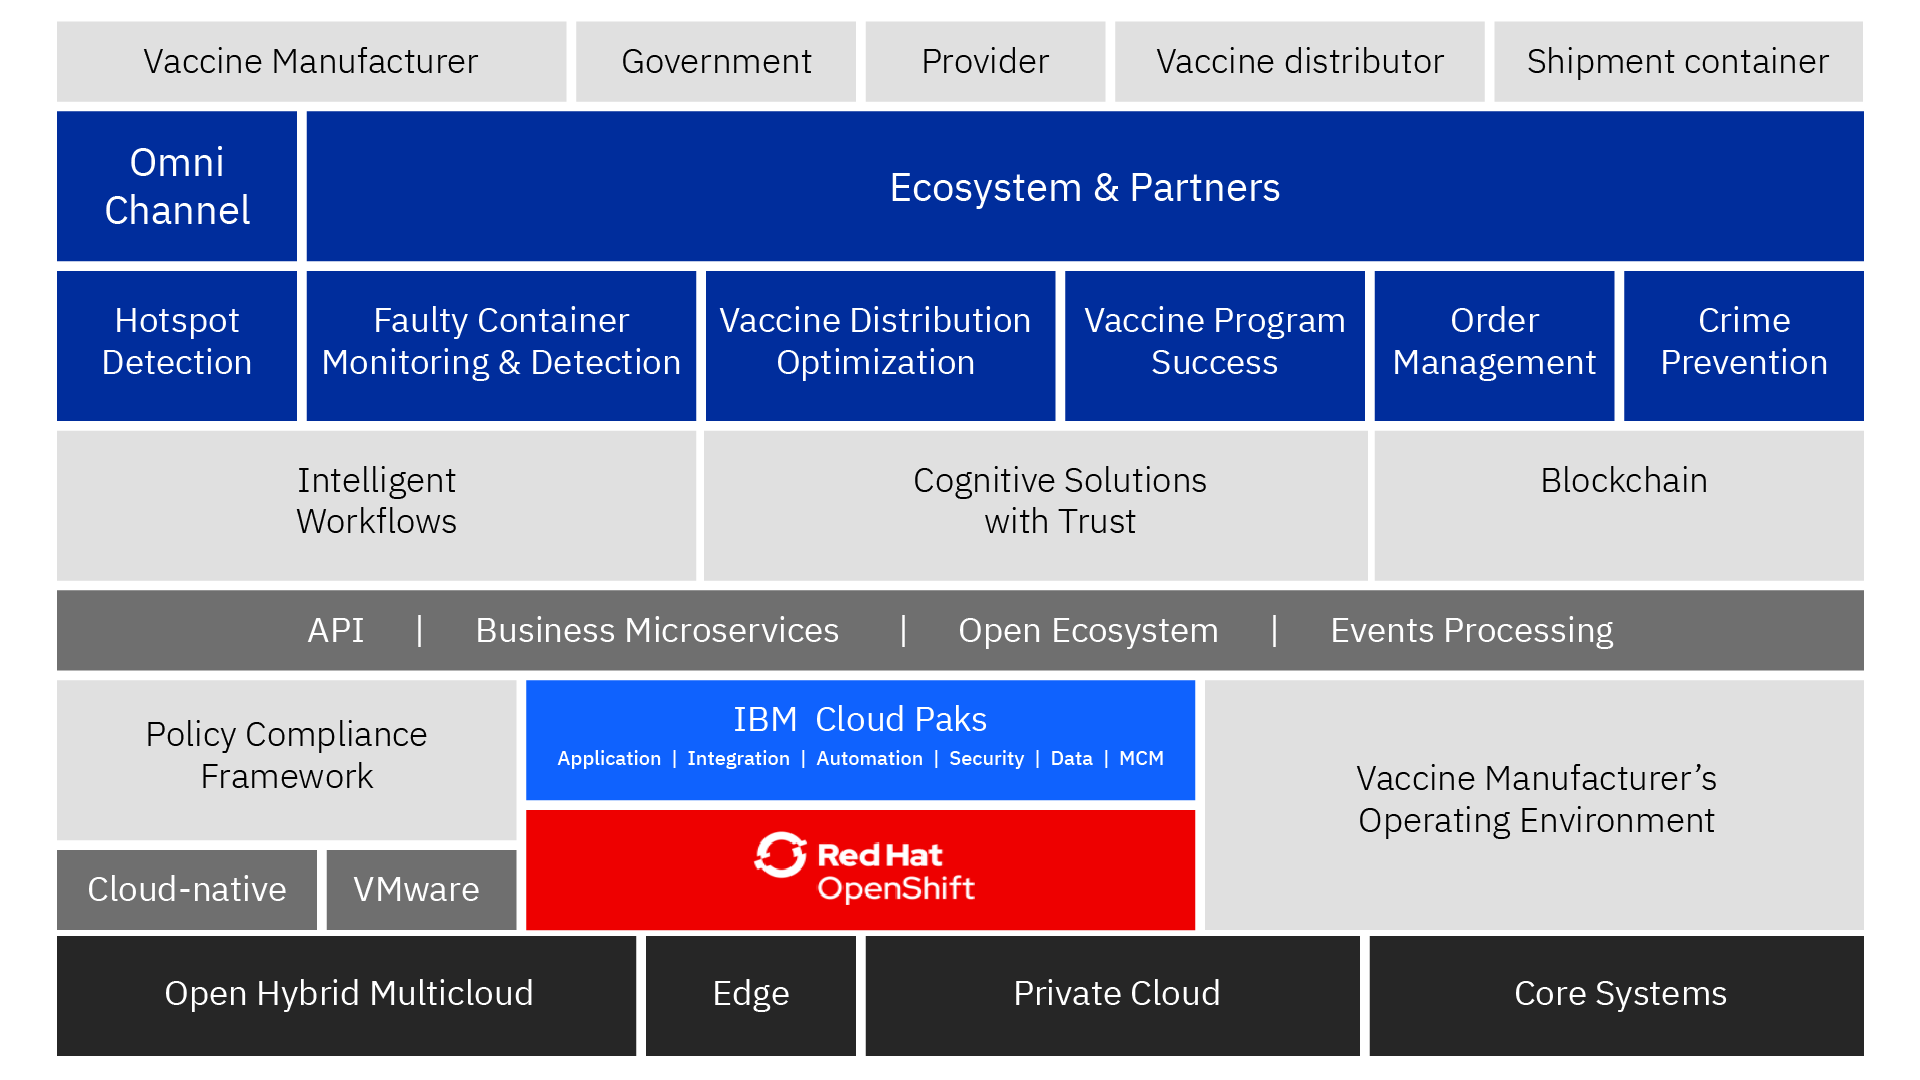 Vaccine Manufacturer
Government
Provider
Vaccine distributor
Shipment container
Omni
Channel
Ecosystem & Partners
Hotspot
Detection
Faulty Container
Monitoring & Detection
Vaccine Distribution
Optimization
Vaccine Program
Success
Order
Management
Crime
Prevention
Intelligent
Workflows
Cognitive Solutions
with Trust
Blockchain
API | Business Microservices | Open Ecosystem | Events Processing
Policy Compliance
Framework
IBM Cloud Paks
Application | Integration | Automation | Security | Data | MCM
Vaccine Manufacturer’s
Operating Environment
Red Hat
OpenShift
Cloud-native
VMware
Open Hybrid Multicloud
Edge
Private Cloud
Core Systems